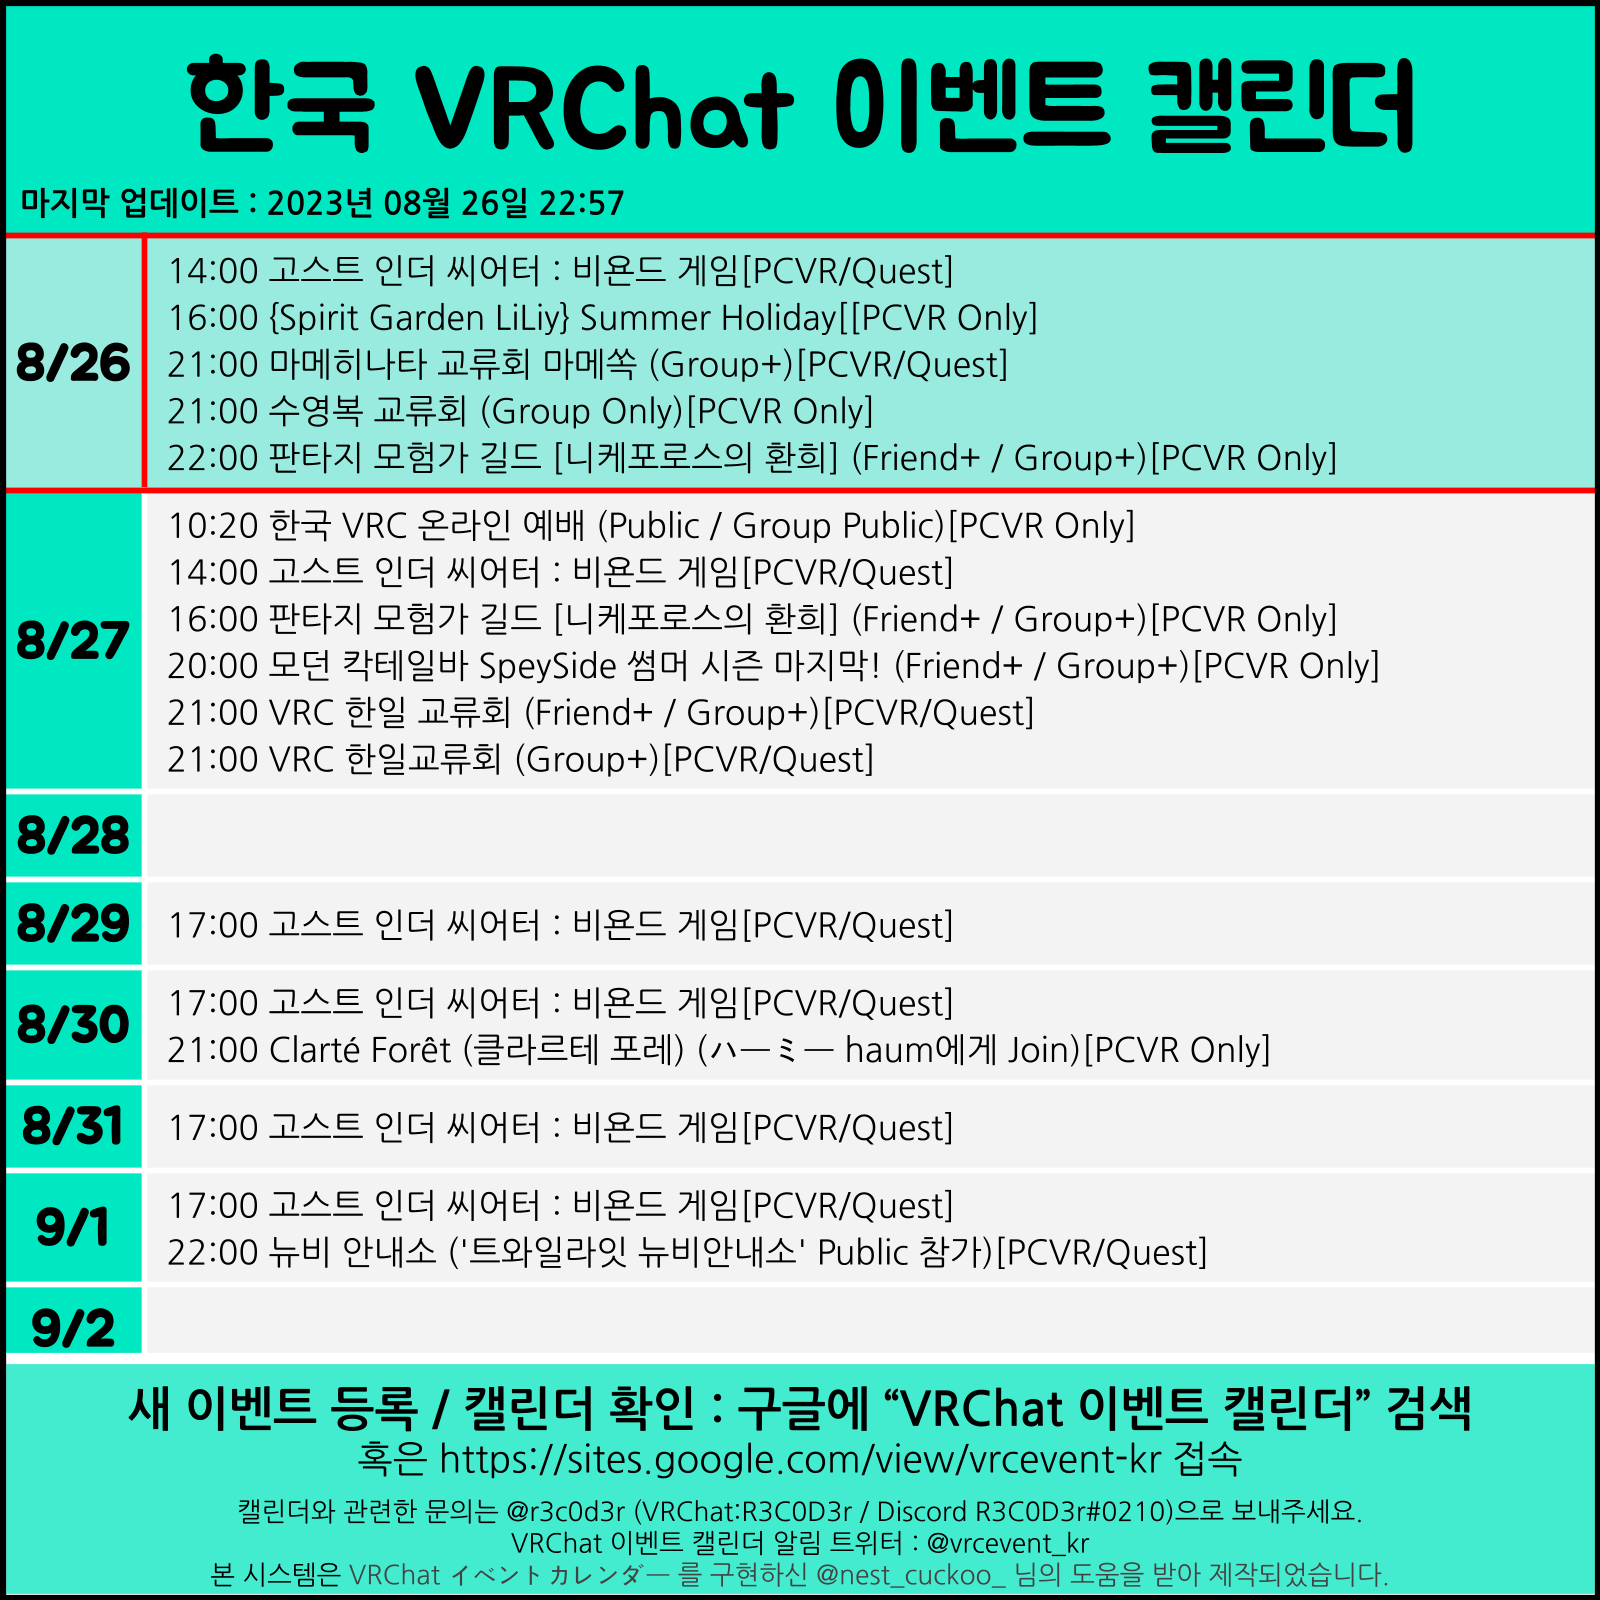 한국 VRChat 이벤트 캘린더
마지막 업데이트 : 2023년 08월 26일 22:57
8/26
14:00 고스트 인더 씨어터 : 비욘드 게임[PCVR/Quest]
16:00 {Spirit Garden LiLiy} Summer Holiday[[PCVR Only]
21:00 마메히나타 교류회 마메쏙 (Group+)[PCVR/Quest]
21:00 수영복 교류회 (Group Only)[PCVR Only]
22:00 판타지 모험가 길드 [니케포로스의 환희] (Friend+ / Group+)[PCVR Only]
8/27
10:20 한국 VRC 온라인 예배 (Public / Group Public)[PCVR Only]
14:00 고스트 인더 씨어터 : 비욘드 게임[PCVR/Quest]
16:00 판타지 모험가 길드 [니케포로스의 환희] (Friend+ / Group+)[PCVR Only]
20:00 모던 칵테일바 SpeySide 썸머 시즌 마지막! (Friend+ / Group+)[PCVR Only]
21:00 VRC 한일 교류회 (Friend+ / Group+)[PCVR/Quest]
21:00 VRC 한일교류회 (Group+)[PCVR/Quest]
8/28
8/29
17:00 고스트 인더 씨어터 : 비욘드 게임[PCVR/Quest]
8/30
17:00 고스트 인더 씨어터 : 비욘드 게임[PCVR/Quest]
21:00 Clarté Forêt (클라르테 포레) (ハーミー haum에게 Join)[PCVR Only]
8/31
17:00 고스트 인더 씨어터 : 비욘드 게임[PCVR/Quest]
9/1
17:00 고스트 인더 씨어터 : 비욘드 게임[PCVR/Quest]
22:00 뉴비 안내소 ('트와일라잇 뉴비안내소' Public 참가)[PCVR/Quest]
9/2
새 이벤트 등록 / 캘린더 확인 : 구글에 “VRChat 이벤트 캘린더” 검색
혹은 https://sites.google.com/view/vrcevent-kr 접속
캘린더와 관련한 문의는 @r3c0d3r (VRChat:R3C0D3r / Discord R3C0D3r#0210)으로 보내주세요.
VRChat 이벤트 캘린더 알림 트위터 : @vrcevent_kr
본 시스템은 VRChat イベントカレンダー 를 구현하신 @nest_cuckoo_ 님의 도움을 받아 제작되었습니다.